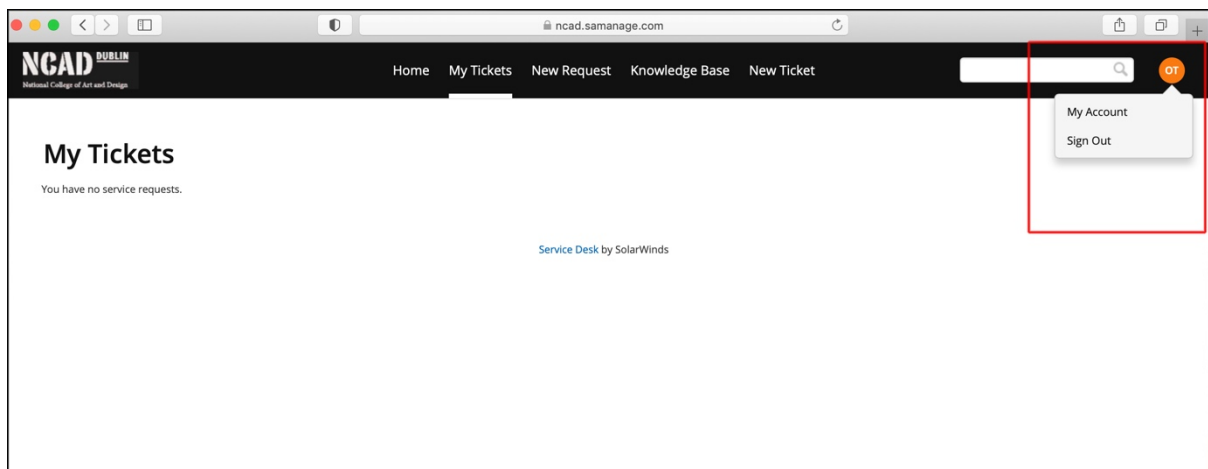 ncad.samanage.com
NCAD DUBLIN
National College of Art and Design
Home My Tickets New Request Knowledge Base New Ticket
OT
My Account
Sign Out
My Tickets
You have no service requests.
Service Desk by SolarWinds